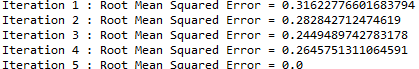 Iteration 1 : Root Mean Squared Error = 0.31622776601683794
Iteration 2 : Root Mean Squared Error = 0.282842712474619
Iteration 3 : Root Mean Squared Error = 0.2449489742783178
Iteration 4 : Root Mean Squared Error = 0.2645751311064591
Iteration 5 : Root Mean Squared Error = 0.0